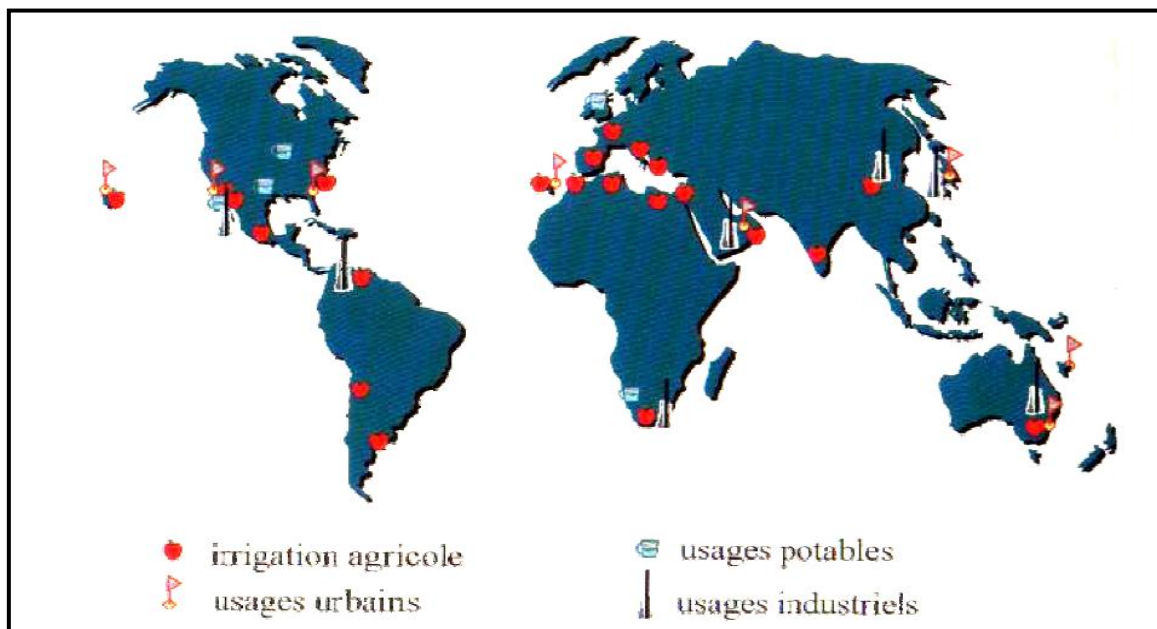 irrigation agricole
usages urbains
usages potables
usages industriels